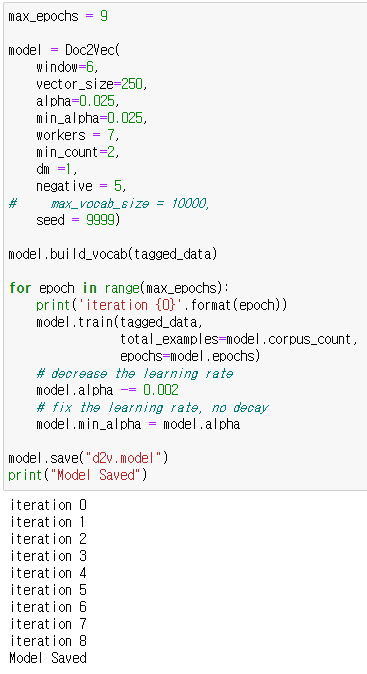 max_epochs = 9

model = Doc2Vec(
    window=6,
    vector_size=250,
    alpha=0.025,
    min_alpha=0.025,
    workers = 7,
    min_count=2,
    dm =1,
    negative = 5,
#     max_vocab_size = 10000,
    seed = 9999)

model.build_vocab(tagged_data)

for epoch in range(max_epochs):
    print('iteration {0}'.format(epoch))
    model.train(tagged_data,
                total_examples=model.corpus_count,
                epochs=model.epochs)
    # decrease the learning rate
    model.alpha -= 0.002
    # fix the learning rate, no decay
    model.min_alpha = model.alpha

model.save("d2v.model")
print("Model Saved")
iteration 0
iteration 1
iteration 2
iteration 3
iteration 4
iteration 5
iteration 6
iteration 7
iteration 8
Model Saved